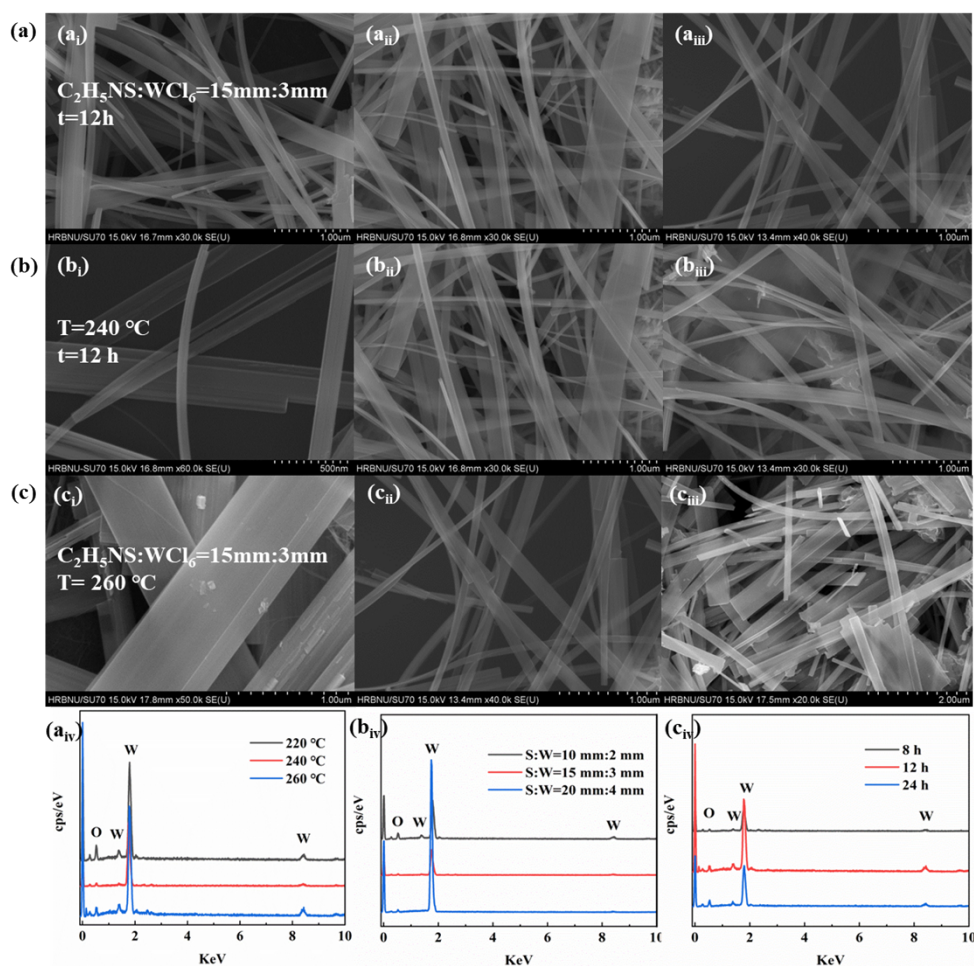 (a)
(aᵢ)
C₂H₅NS:WCl₆=15mm:3mm
t=12h
HRBNU/SU70 15.0kV 16.7mm x30.0k SE(U) 1.00um
(aᵢᵢ)
HRBNU/SU70 15.0kV 16.8mm x30.0k SE(U) 1.00um
(aᵢᵢᵢ)
HRBNU/SU70 15.0kV 13.4mm x40.0k SE(U) 1.00um
(b)
(bᵢ)
T=240 ℃
t=12 h
HRBNU/SU70 15.0kV 16.8mm x60.0k SE(U) 500nm
(bᵢᵢ)
HRBNU/SU70 15.0kV 16.8mm x30.0k SE(U) 1.00um
(bᵢᵢᵢ)
HRBNU/SU70 15.0kV 13.4mm x30.0k SE(U) 1.00um
(c)
(cᵢ)
C₂H₅NS:WCl₆=15mm:3mm
T= 260 ℃
HRBNU/SU70 15.0kV 17.8mm x50.0k SE(U) 1.00um
(cᵢᵢ)
HRBNU/SU70 15.0kV 13.4mm x40.0k SE(U) 1.00um
(cᵢᵢᵢ)
HRBNU/SU70 15.0kV 17.5mm x20.0k SE(U) 2.00um
(aᵢᵥ)
W
220 ℃
240 ℃
260 ℃
O W W
cps/eV
0 2 4 6 8 10
KeV
(bᵢᵥ)
W
S:W=10 mm:2 mm
S:W=15 mm:3 mm
S:W=20 mm:4 mm
O W W
cps/eV
0 2 4 6 8 10
KeV
(cᵢᵥ)
8 h
12 h
24 h
W
O W W
cps/eV
0 2 4 6 8 10
KeV